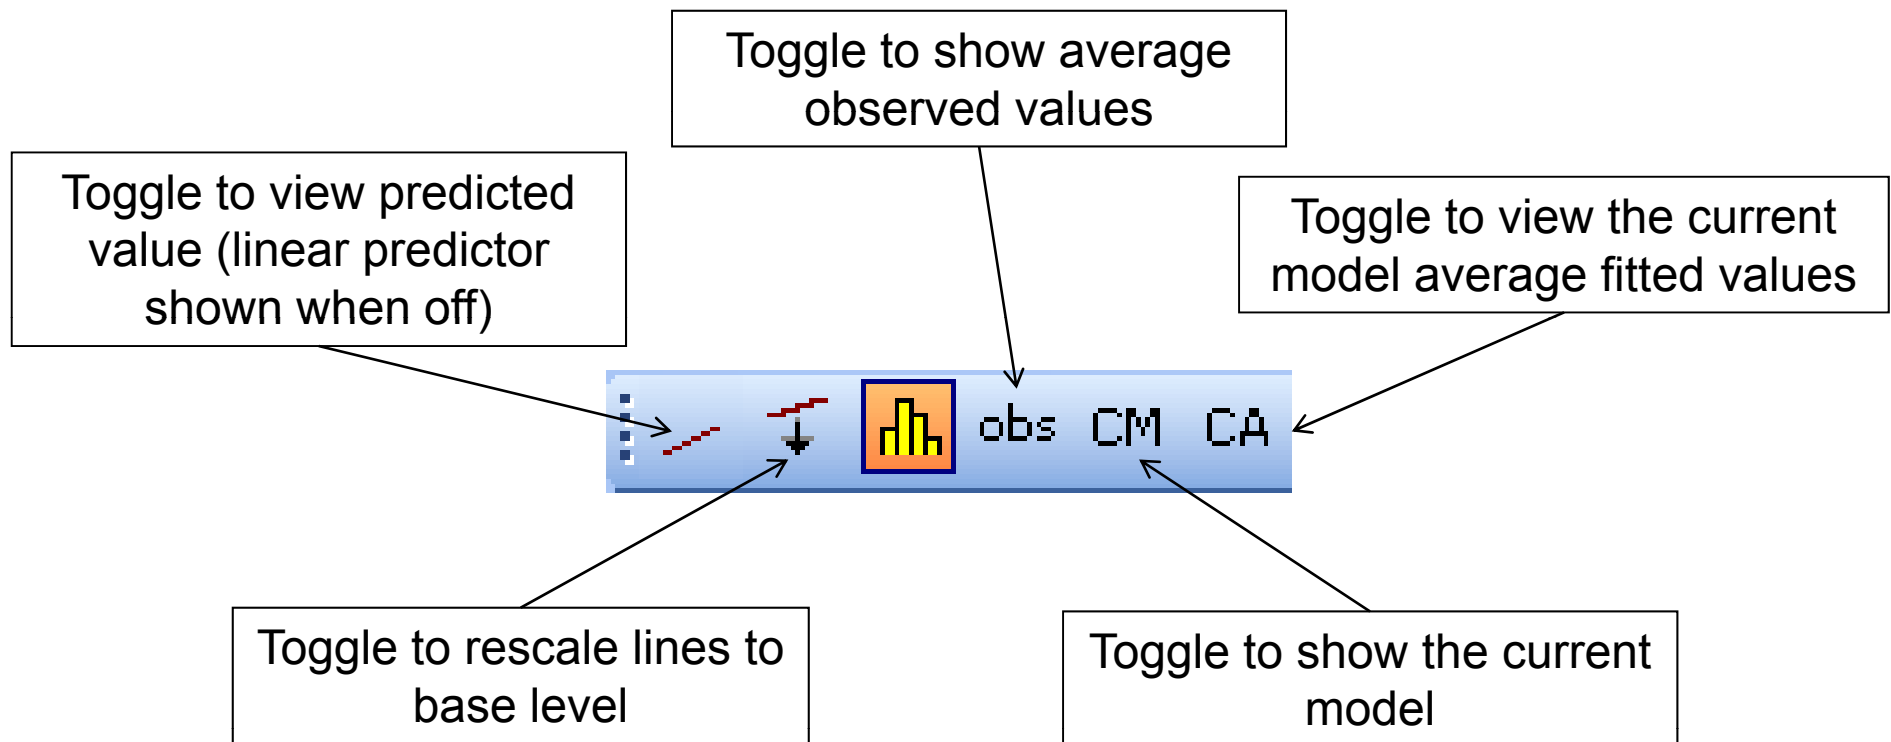 Toggle to show average
observed values
Toggle to view predicted
value (linear predictor
shown when off)
Toggle to view the current
model average fitted values
obs CM CA
Toggle to rescale lines to
base level
Toggle to show the current
model